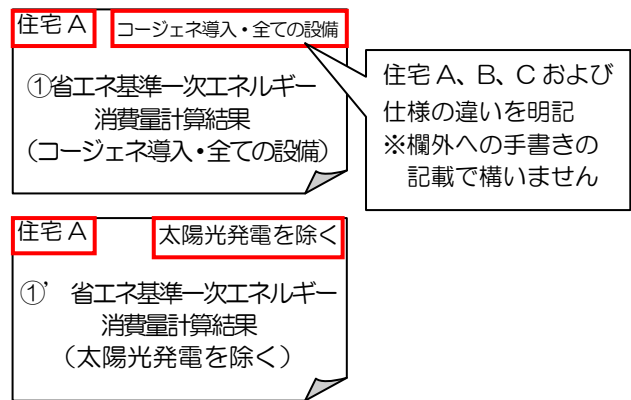 住宅 A
コージェネ導入・全ての設備
①省エネ基準一次エネルギー
消費量計算結果
（コージェネ導入・全ての設備）
住宅 A、B、C および
仕様の違いを明記
※欄外への手書きの
記載で構いません
住宅 A
太陽光発電を除く
①’ 省エネ基準一次エネルギー
消費量計算結果
（太陽光発電を除く）